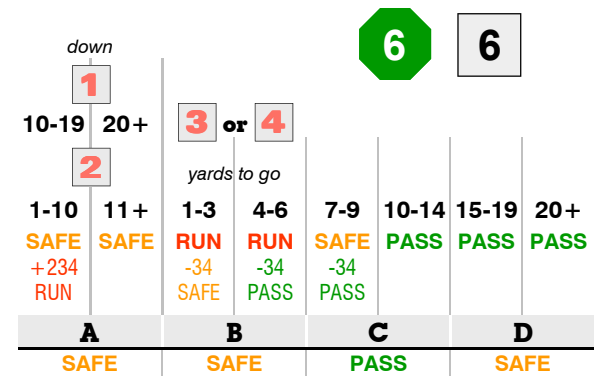 6 6
down
1
10-19 20+ 3 or 4
2 yards to go
1-10 11+ 1-3 4-6 7-9 10-14 15-19 20+
SAFE SAFE RUN RUN SAFE PASS PASS PASS
+234 -34 -34 -34
RUN SAFE PASS PASS
A B C D
SAFE SAFE PASS SAFE